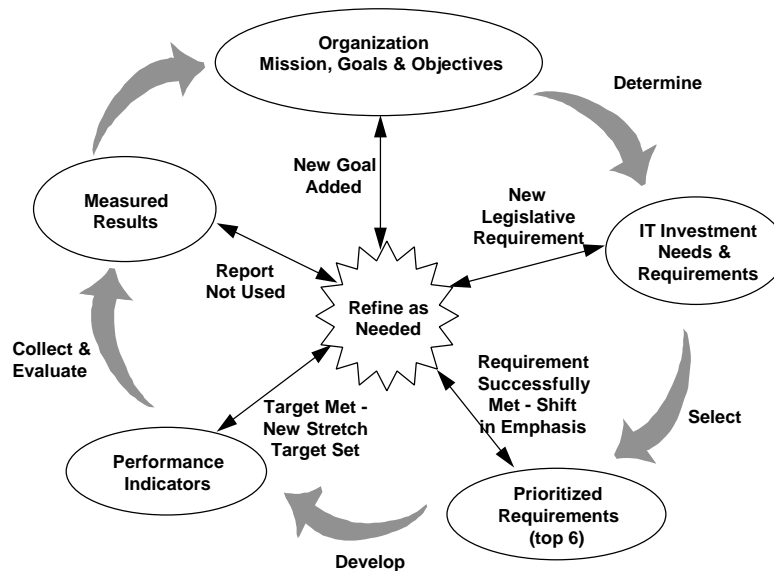 Organization
Mission, Goals & Objectives
Determine
New Goal
Added
Measured
Results
New
Legislative
Requirement
IT Investment
Needs &
Requirements
Report
Not Used
Refine as
Needed
Collect &
Evaluate
Requirement
Successfully
Met - Shift
in Emphasis
Target Met -
New Stretch
Target Set
Select
Performance
Indicators
Prioritized
Requirements
(top 6)
Develop